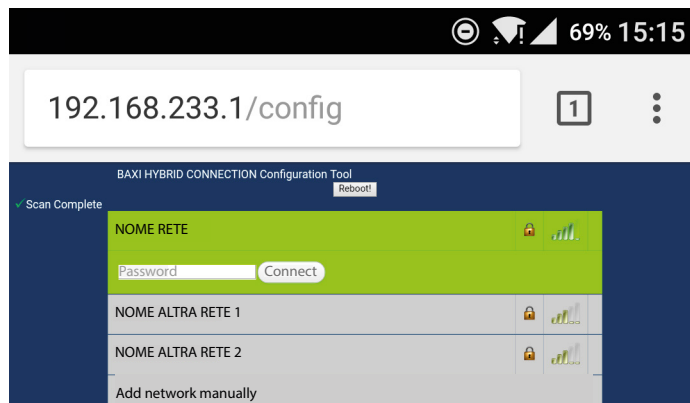 69% 15:15
192.168.233.1/config
1
BAXI HYBRID CONNECTION Configuration Tool
Reboot!
✓Scan Complete
NOME RETE
Password Connect
NOME ALTRA RETE 1
NOME ALTRA RETE 2
Add network manually